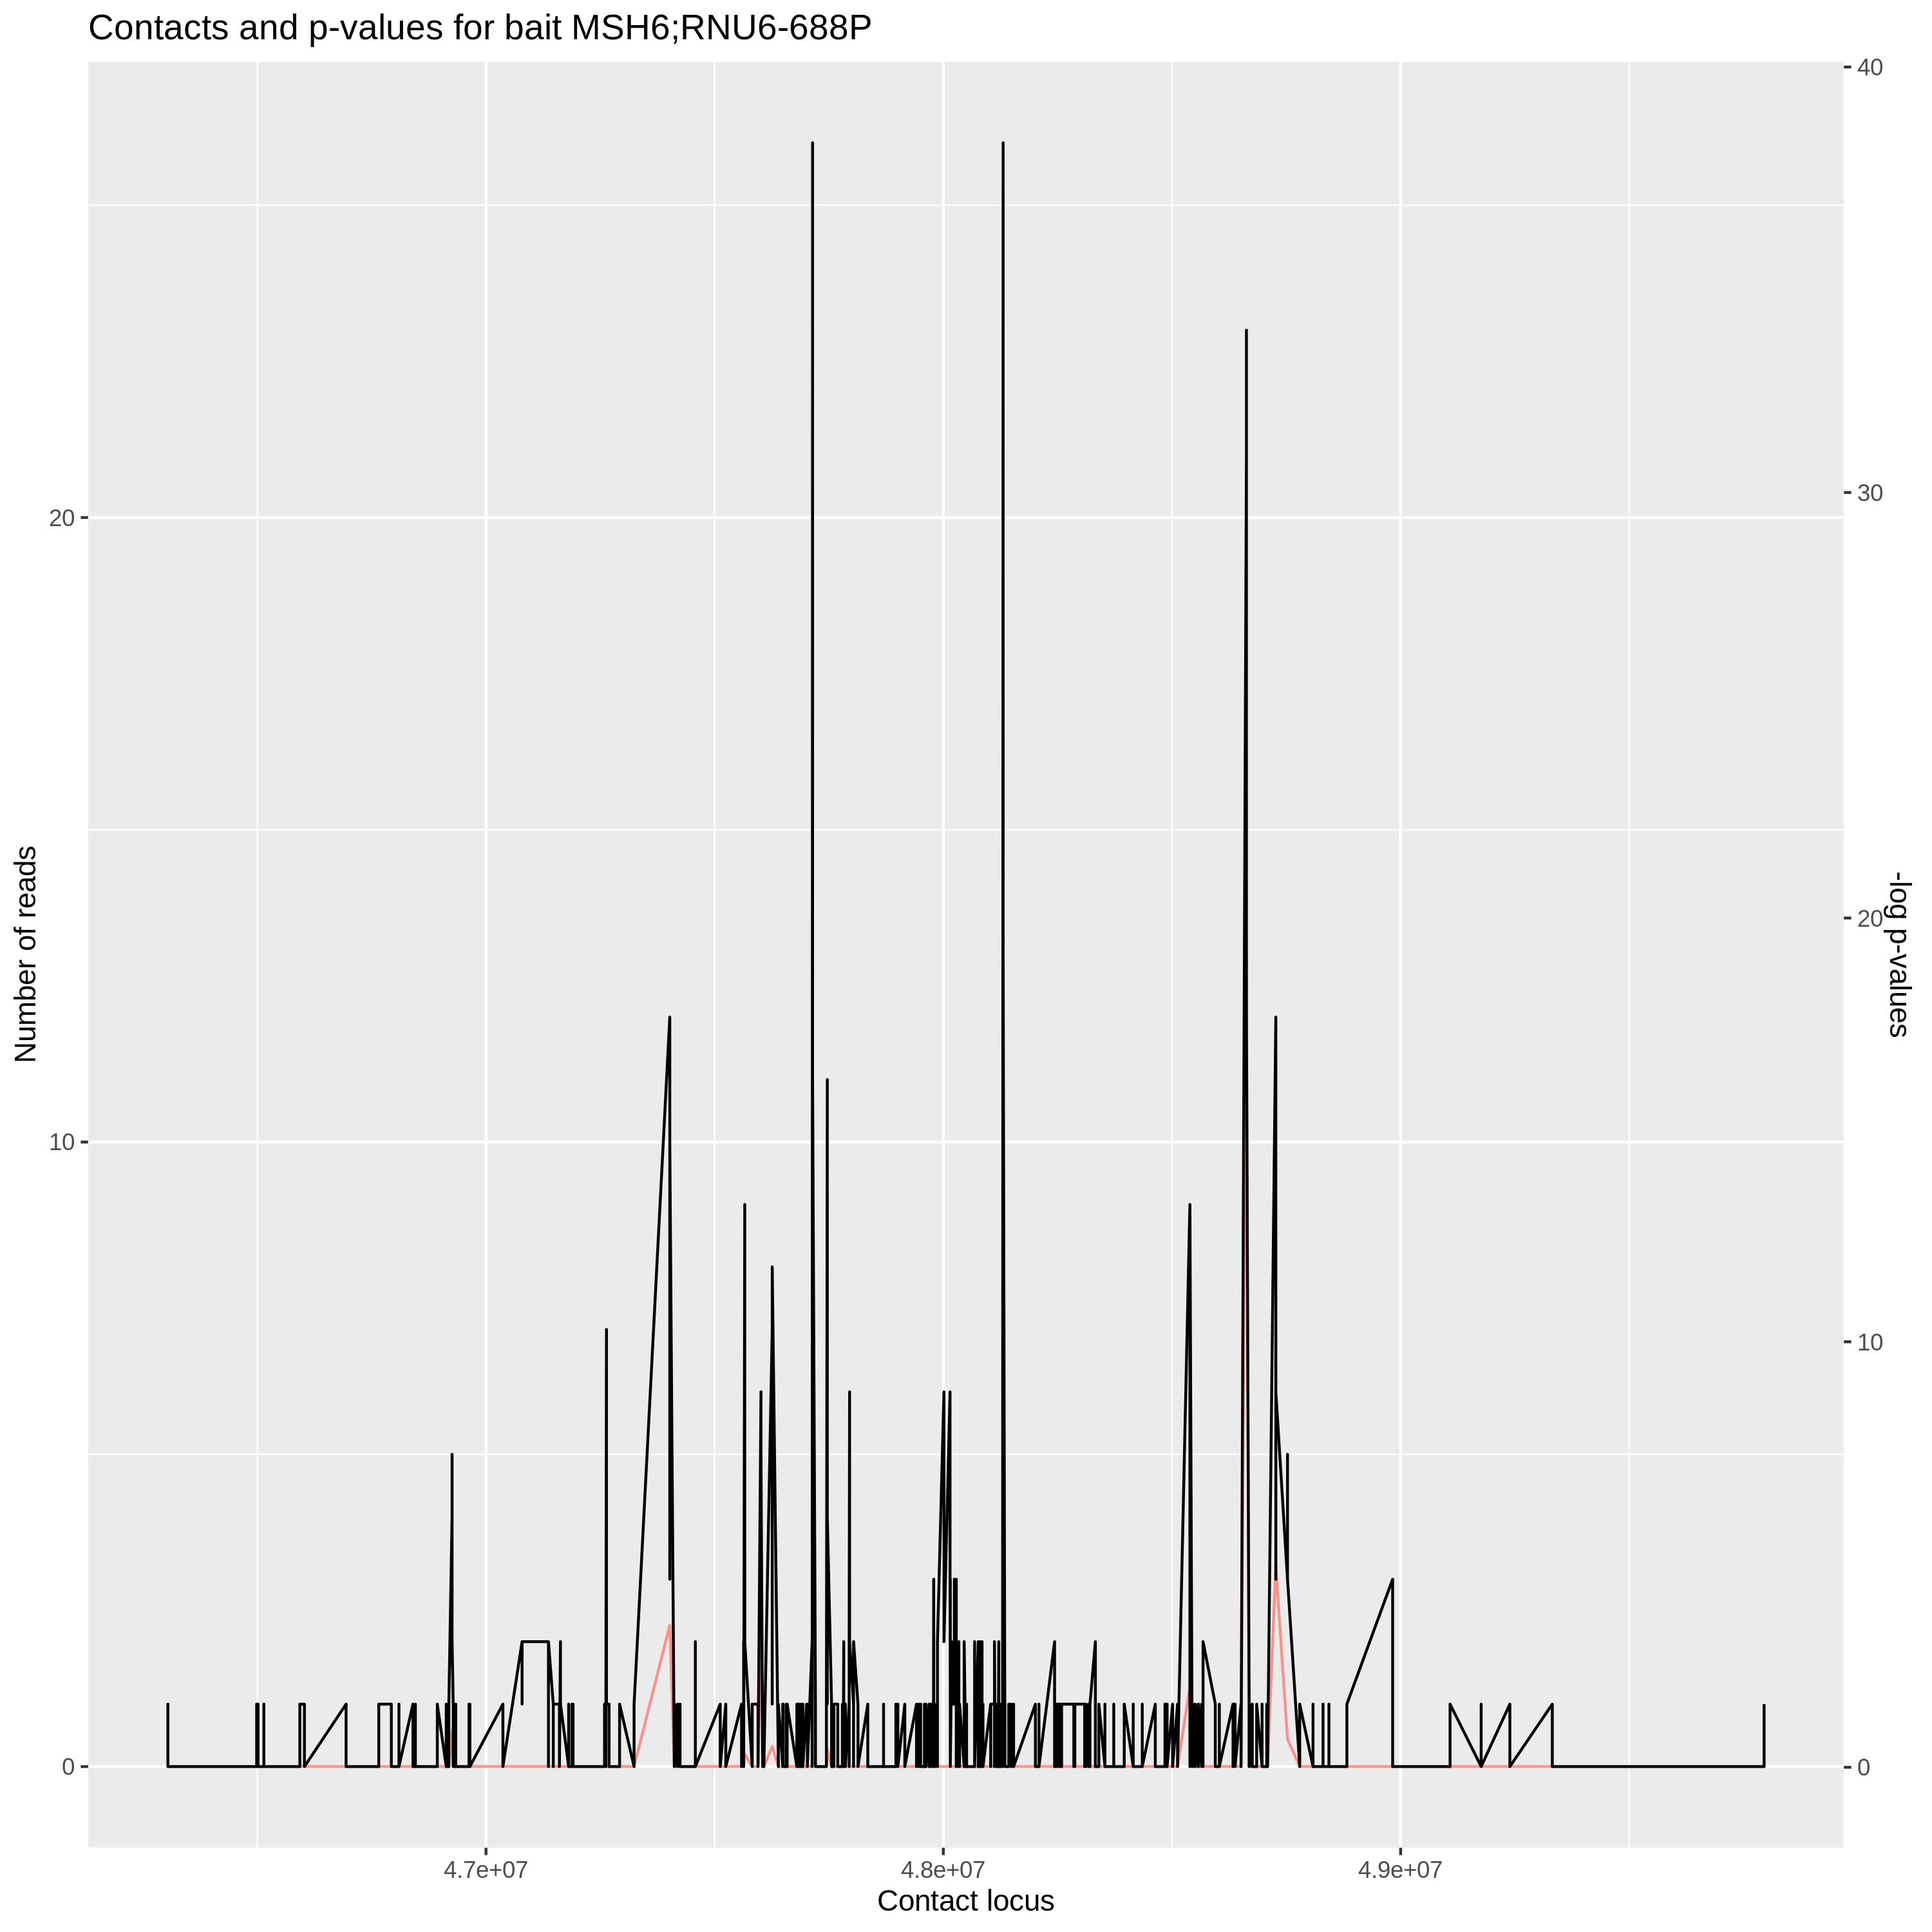 Contacts and p-values for bait MSH6;RNU6-688P
40
30
20
20
Number of reads
-log p-values
10
10
0
0
4.7e+07
4.8e+07
4.9e+07
Contact locus